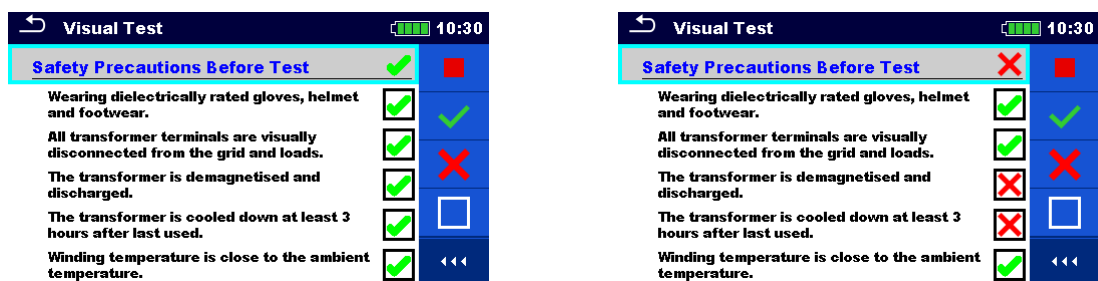 Visual Test 10:30
Safety Precautions Before Test
Wearing dielectrically rated gloves, helmet
and footwear.
All transformer terminals are visually
disconnected from the grid and loads.
The transformer is demagnetised and
discharged.
The transformer is cooled down at least 3
hours after last used.
Winding temperature is close to the ambient
temperature.
Visual Test 10:30
Safety Precautions Before Test
Wearing dielectrically rated gloves, helmet
and footwear.
All transformer terminals are visually
disconnected from the grid and loads.
The transformer is demagnetised and
discharged.
The transformer is cooled down at least 3
hours after last used.
Winding temperature is close to the ambient
temperature.